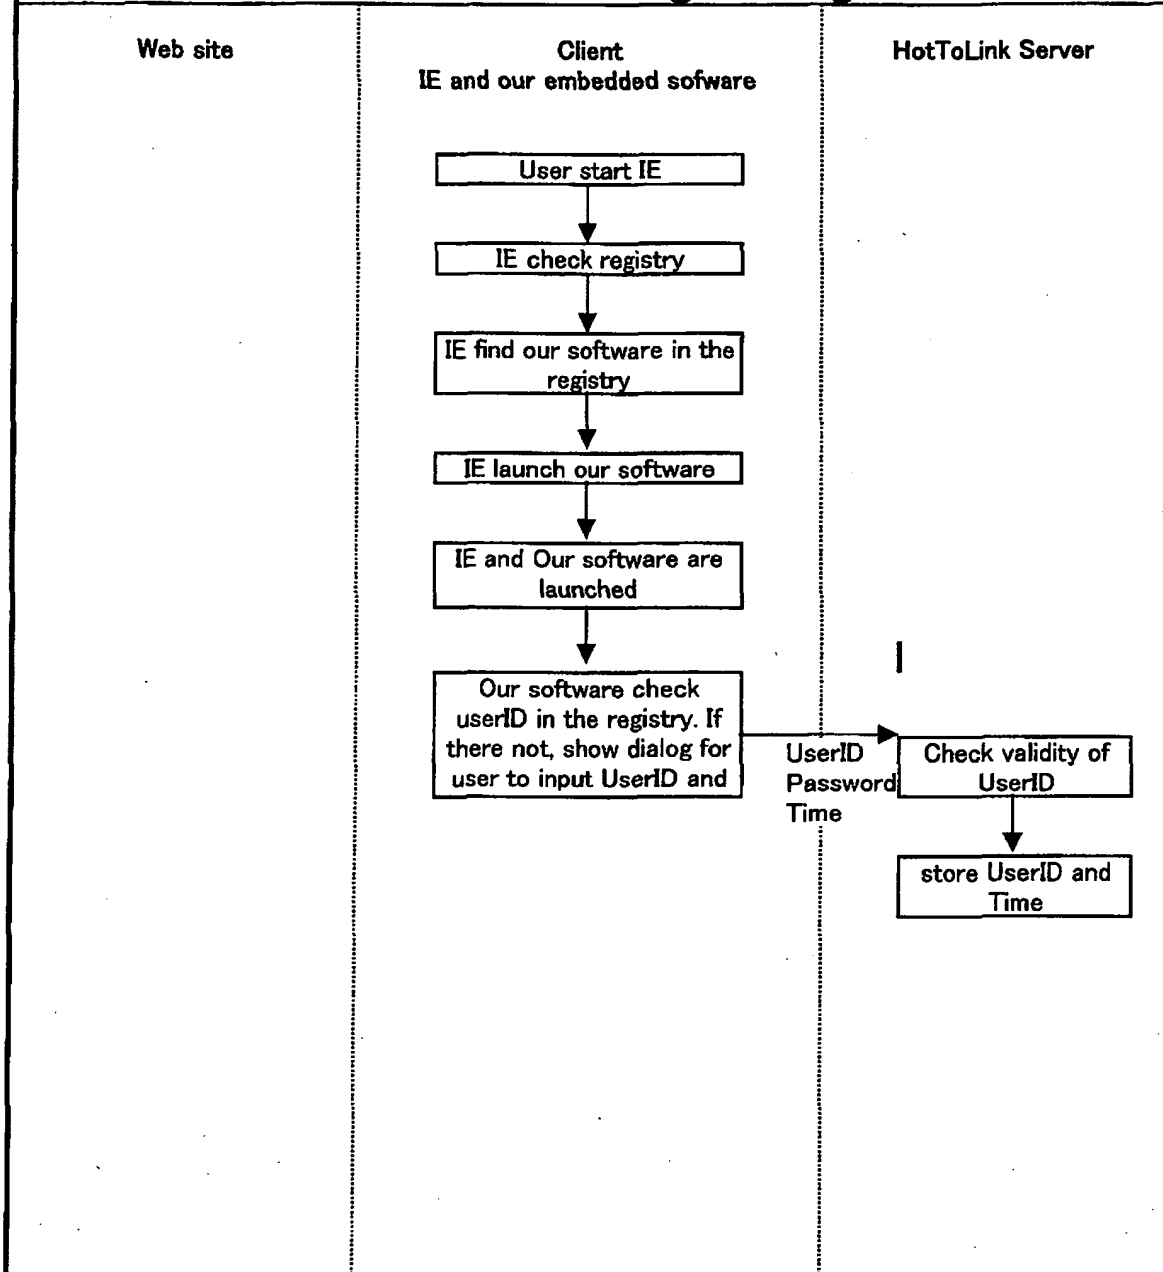 Web site
Client
IE and our embedded sofware
HotToLink Server
User start IE
IE check registry
IE find our software in the
registry
IE launch our software
IE and Our software are
launched
Our software check
userID in the registry. If
there not, show dialog for
user to input UserID and
UserID
Password
Time
Check validity of
UserID
store UserID and
Time